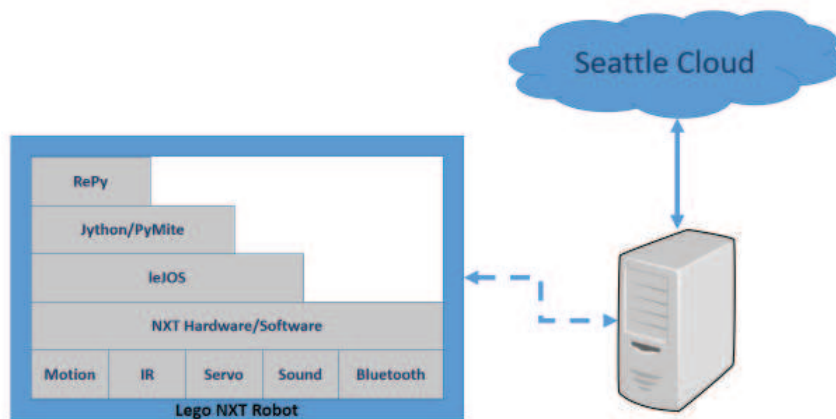 Seattle Cloud
RePy
Jython/PyMite
leJOS
NXT Hardware/Software
Motion IR Servo Sound Bluetooth
Lego NXT Robot